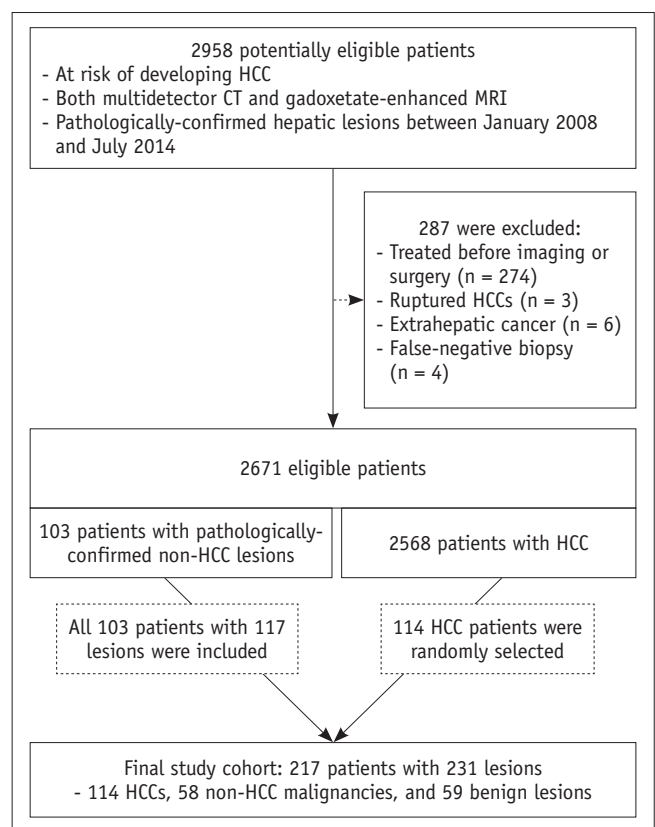 2958 potentially eligible patients
- At risk of developing HCC
- Both multidetector CT and gadoxetate-enhanced MRI
- Pathologically-confirmed hepatic lesions between January 2008
and July 2014
287 were excluded:
- Treated before imaging or
surgery (n = 274)
- Ruptured HCCs (n = 3)
- Extrahepatic cancer (n = 6)
- False-negative biopsy
(n = 4)
2671 eligible patients
103 patients with pathologically-
confirmed non-HCC lesions
2568 patients with HCC
All 103 patients with 117
lesions were included
114 HCC patients were
randomly selected
Final study cohort: 217 patients with 231 lesions
- 114 HCCs, 58 non-HCC malignancies, and 59 benign lesions